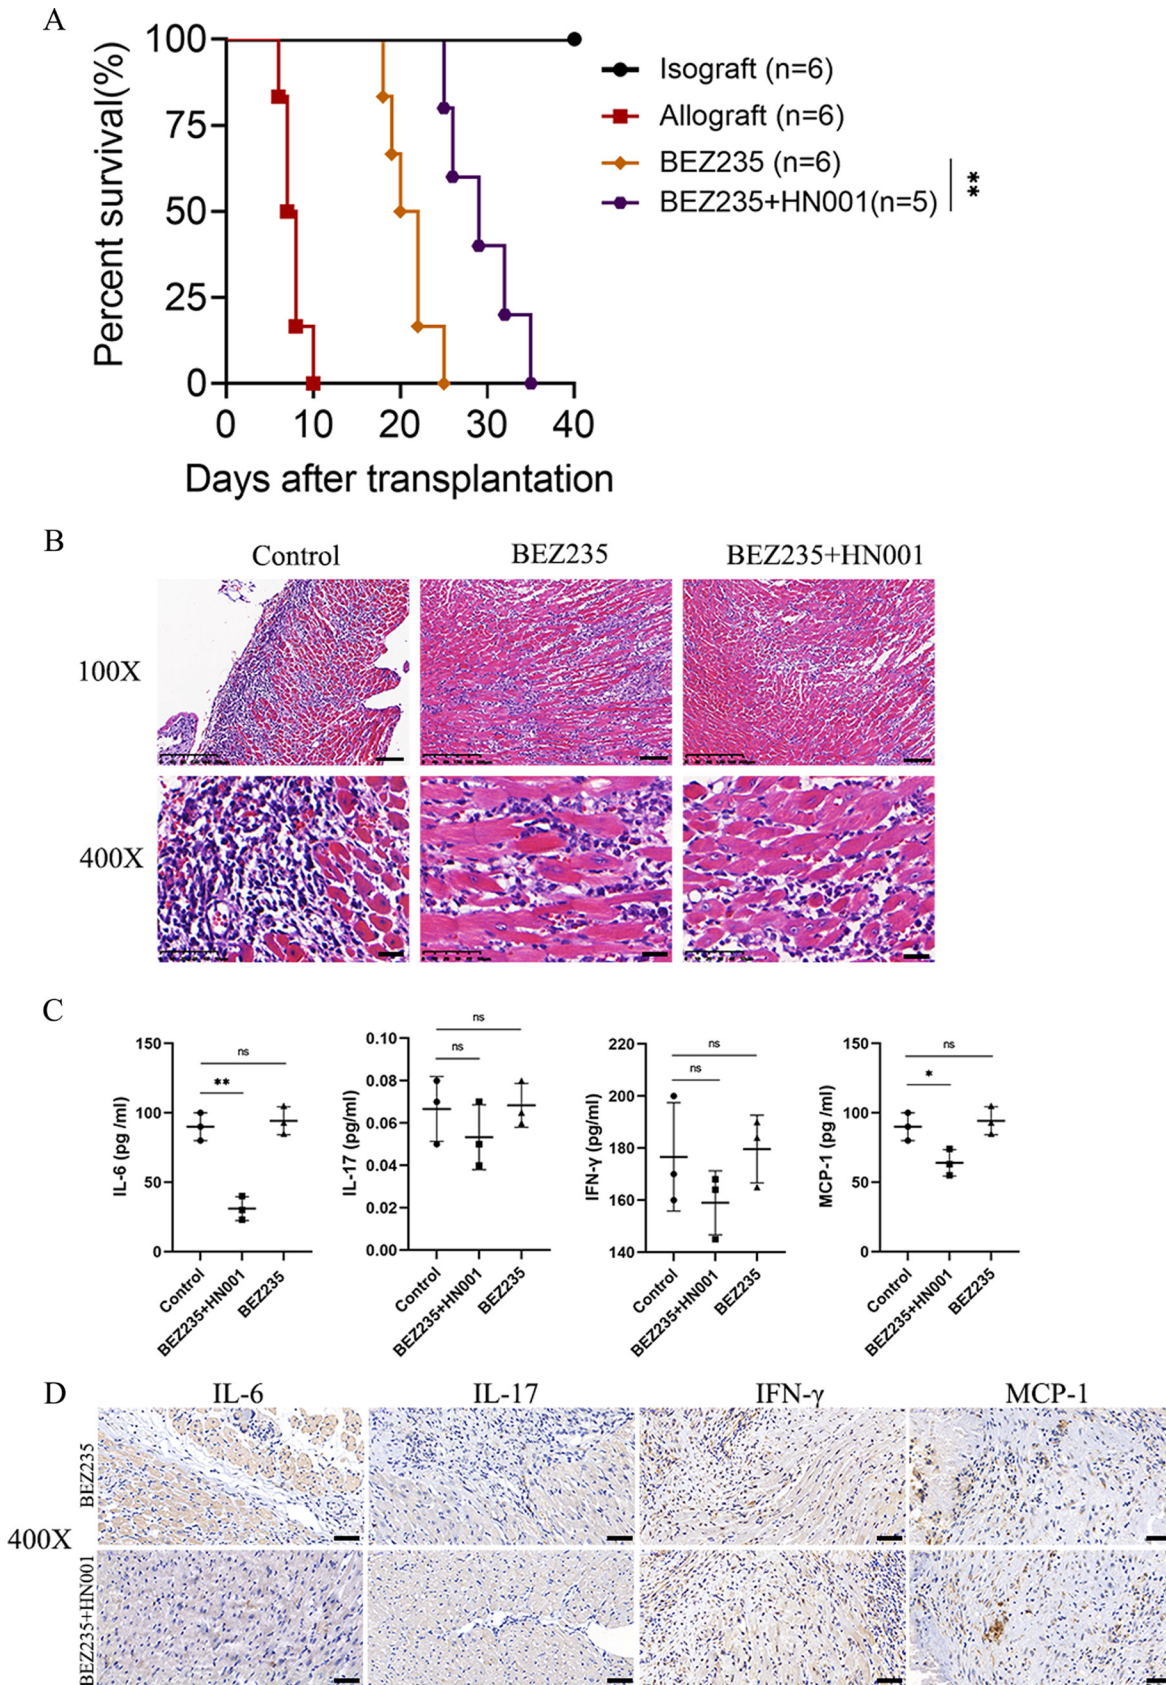 A
Percent survival(%)
100
75
50
25
0
0 10 20 30 40
Days after transplantation
Isograft (n=6)
Allograft (n=6)
BEZ235 (n=6)
BEZ235+HN001(n=5)
**
B
Control BEZ235 BEZ235+HN001
100X
400X
C
IL-6 (pg/ml)
150
100
50
0
ns
**
Control BEZ235+HN001 BEZ235
IL-17 (pg/ml)
0.10
0.08
0.06
0.04
0.02
0.00
ns
ns
Control BEZ235+HN001 BEZ235
IFN-γ (pg/ml)
220
200
180
160
140
ns
ns
Control BEZ235+HN001 BEZ235
MCP-1 (pg /ml)
150
100
50
0
ns
*
Control BEZ235+HN001 BEZ235
D
IL-6 IL-17 IFN-γ MCP-1
400X
BEZ235
BEZ235+HN001